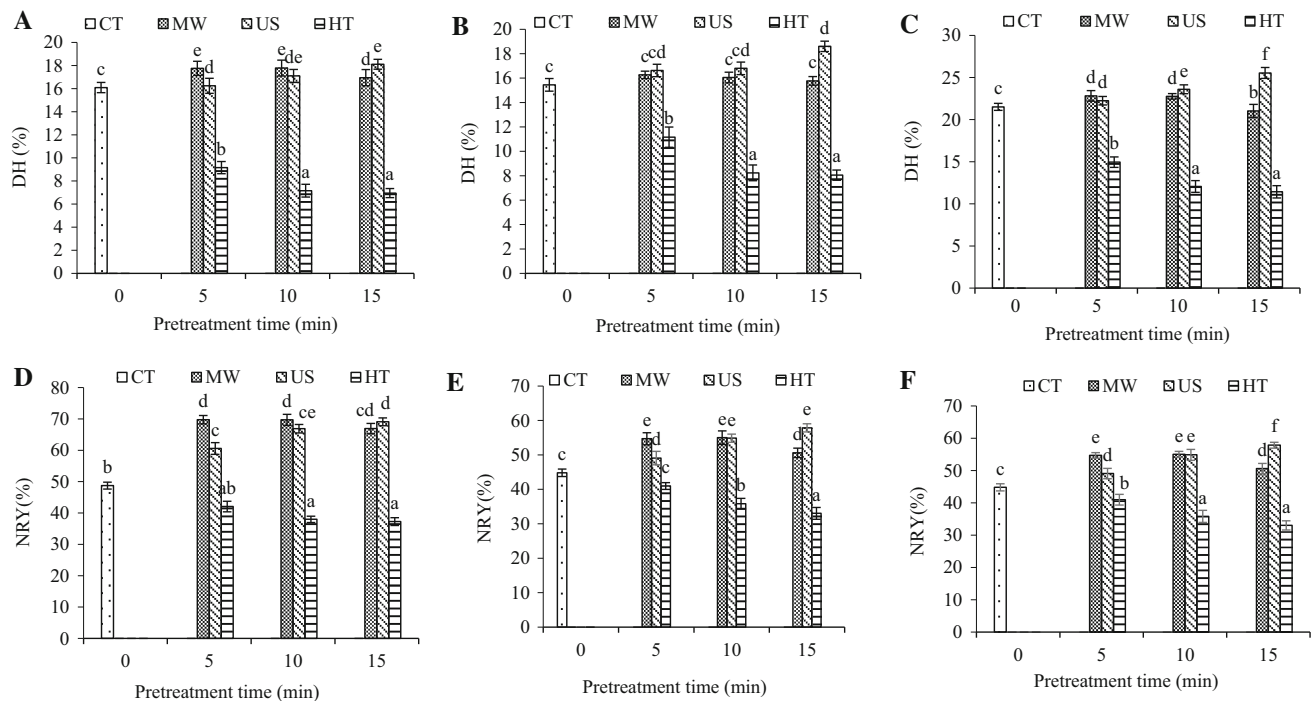 A
CT MW US HT
DH (%)
20
18
16
14
12
10
8
6
4
2
0
c
e d b
e de a
d e a
0 5 10 15
Pretreatment time (min)
B
CT MW US HT
DH (%)
20
18
16
14
12
10
8
6
4
2
0
c
c cd b
c cd a
c d a
0 5 10 15
Pretreatment time (min)
C
CT MW US HT
DH (%)
30
25
20
15
10
5
0
c
d d b
d e a
b f a
0 5 10 15
Pretreatment time (min)
D
CT MW US HT
NRY(%)
80
70
60
50
40
30
20
10
0
b
d c ab
d ce a
cd d a
0 5 10 15
Pretreatment time (min)
E
CT MW US HT
NRY(%)
70
60
50
40
30
20
10
0
c
e d c
e e b
d e a
0 5 10 15
Pretreatment time (min)
F
CT MW US HT
NRY(%)
70
60
50
40
30
20
10
0
c
e d b
e e a
d f a
0 5 10 15
Pretreatment time (min)